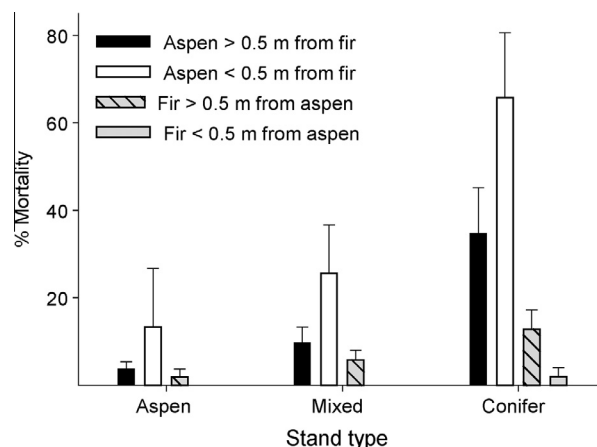 80
60
40
20
% Mortality
Aspen > 0.5 m from fir
Aspen < 0.5 m from fir
Fir > 0.5 m from aspen
Fir < 0.5 m from aspen
Aspen Mixed Conifer
Stand type